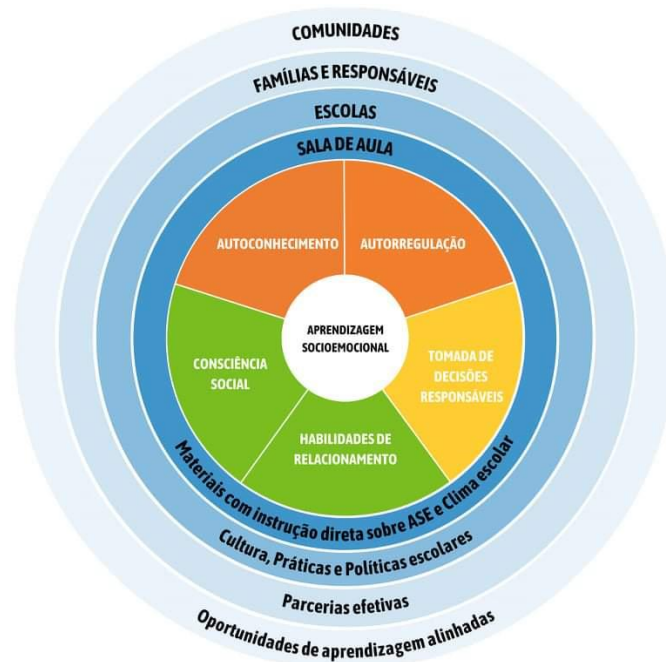 COMUNIDADES
FAMÍLIAS E RESPONSÁVEIS
ESCOLAS
SALA DE AULA
AUTOCONHECIMENTO
AUTORREGULAÇÃO
APRENDIZAGEM
SOCIOEMOCIONAL
CONSCIÊNCIA
SOCIAL
TOMADA DE
DECISÕES
RESPONSÁVEIS
HABILIDADES DE
RELACIONAMENTO
Materiais com instrução direta sobre ASE e Clima escolar
Cultura, Práticas e Políticas escolares
Parcerias efetivas
Oportunidades de aprendizagem alinhadas